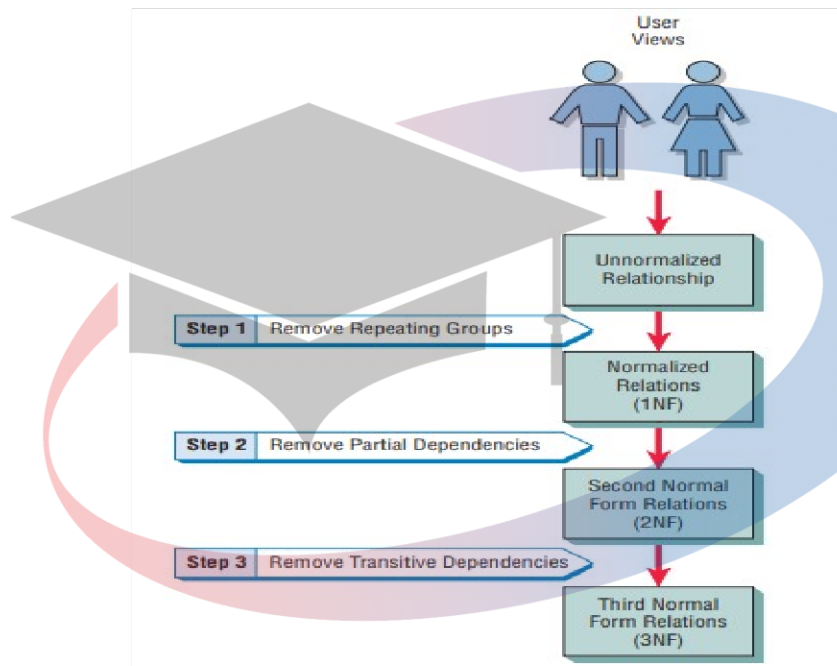 User
Views
Unnormalized
Relationship
Step 1 Remove Repeating Groups
Normalized
Relations
(1NF)
Step 2 Remove Partial Dependencies
Second Normal
Form Relations
(2NF)
Step 3 Remove Transitive Dependencies
Third Normal
Form Relations
(3NF)